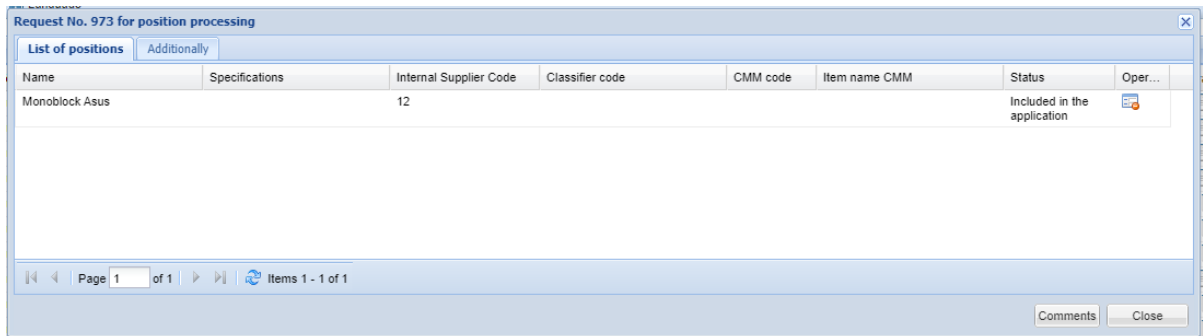 Request No. 973 for position processing
List of positions Additionally
Name Specifications Internal Supplier Code Classifier code CMM code Item name CMM Status Oper...
Monoblock Asus 12 Included in the
application
Page 1 of 1 Items 1 - 1 of 1
Comments Close